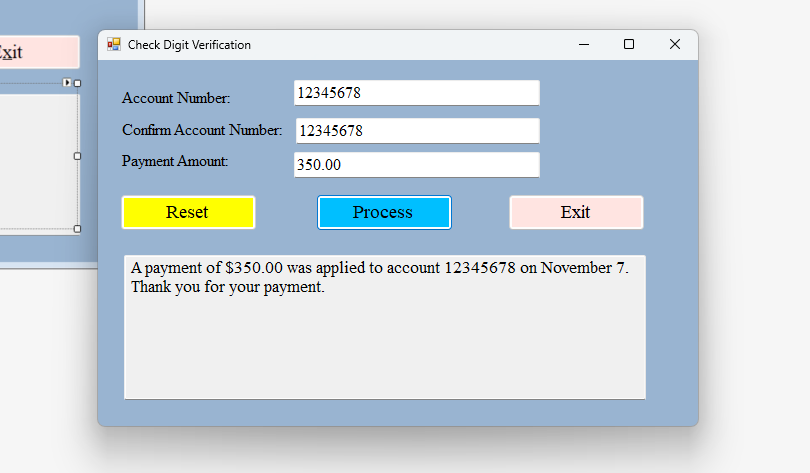 Exit
Check Digit Verification
Account Number: 12345678
Confirm Account Number: 12345678
Payment Amount: 350.00
Reset Process Exit
A payment of $350.00 was applied to account 12345678 on November 7.
Thank you for your payment.